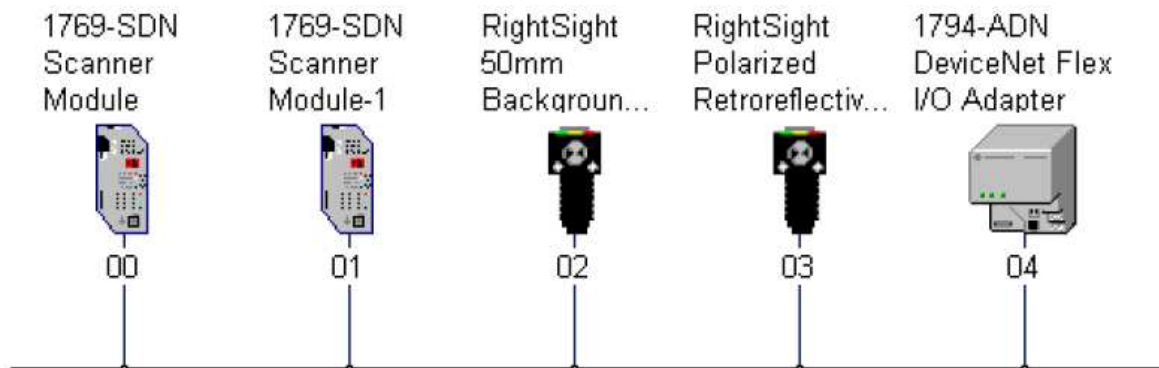 1769-SDN
Scanner
Module
1769-SDN
Scanner
Module-1
RightSight
50mm
Backgroun...
RightSight
Polarized
Retroreflectiv...
1794-ADN
DeviceNet Flex
I/O Adapter
00
01
02
03
04